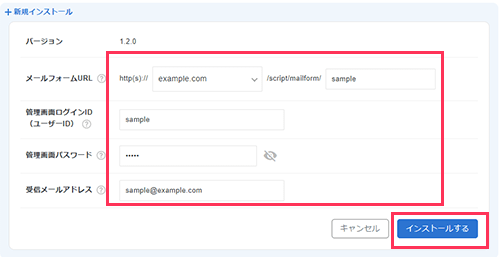 + 新規インストール
バージョン 1.2.0
メールフォームURL ? http(s):// example.com /script/mailform/ sample
管理画面ログインID
（ユーザーID） ? sample
管理画面パスワード ? •••••
受信メールアドレス ? sample@example.com
キャンセル インストールする